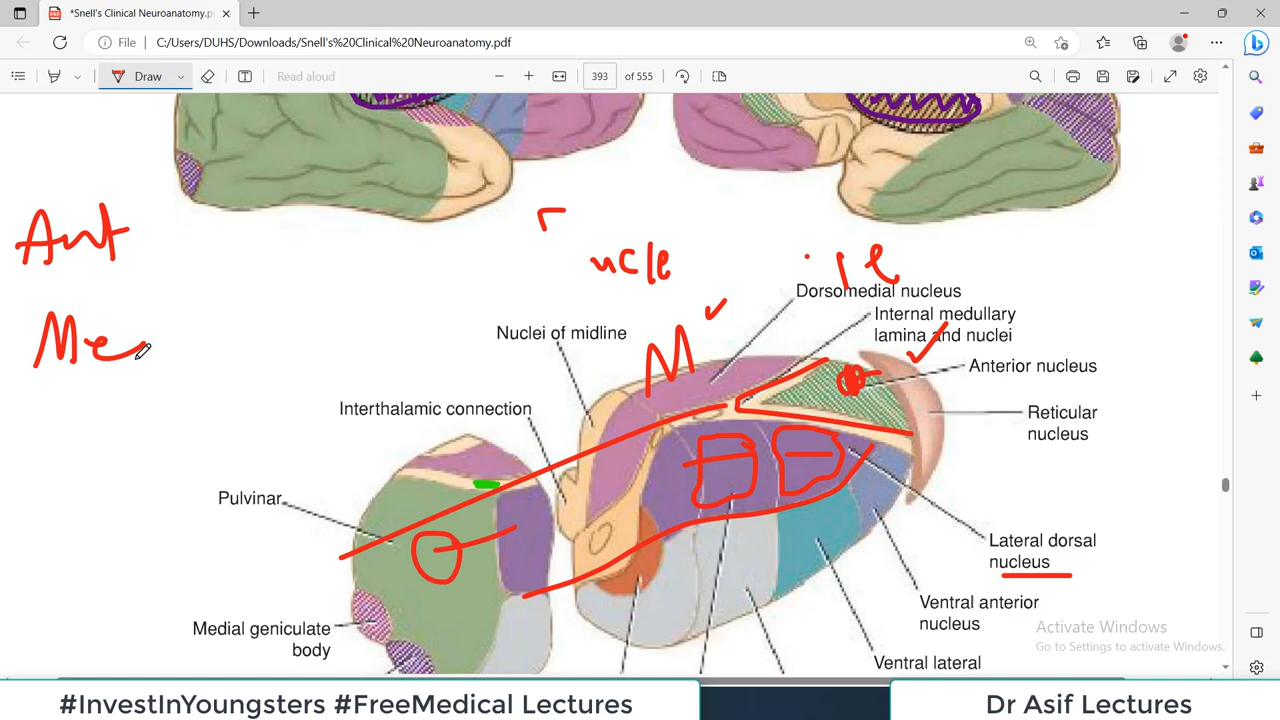 *Snell's Clinical Neuroanatomy.p
File
C:/Users/DUHS/Downloads/Snell's%20Clinical%20Neuroanatomy.pdf
Draw
Read aloud
393 of 555
Ant
ucle
Dorsomedial nucleus
Internal medullary
lamina and nuclei
Me
Nuclei of midline
M
Anterior nucleus
Interthalamic connection
Reticular
nucleus
Pulvinar
Lateral dorsal
nucleus
Ventral anterior
nucleus
Medial geniculate
body
Activate Windows
Go to Settings to activate Windows.
Ventral lateral
#InvestInYoungsters #FreeMedical Lectures
Dr Asif Lectures